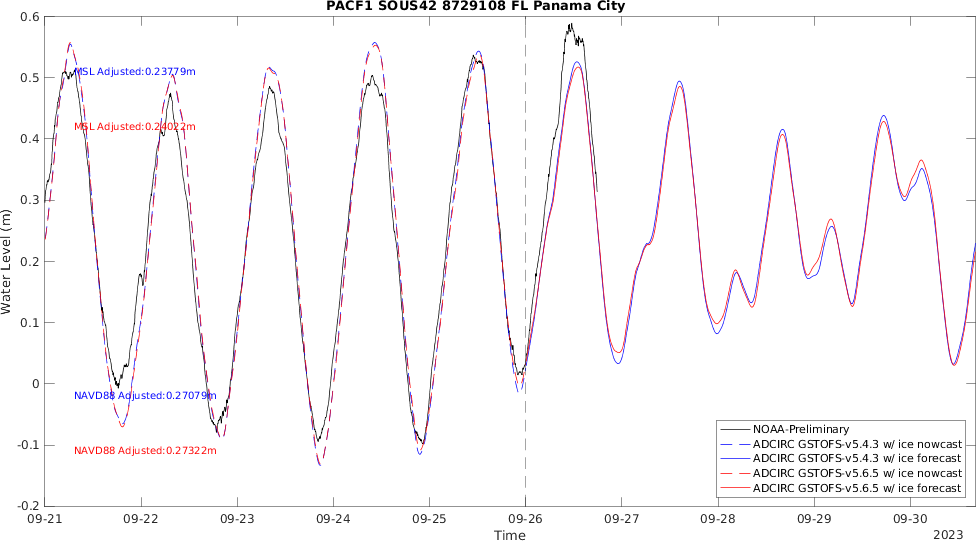 PACF1 SOUS42 8729108 FL Panama City
Water Level (m)
0.6
0.5
0.4
0.3
0.2
0.1
0
-0.1
-0.2
MSL Adjusted:0.23779m
MSL Adjusted:0.24022m
NAVD88 Adjusted:0.27079m
NAVD88 Adjusted:0.27322m
NOAA-Preliminary
ADCIRC GSTOFS-v5.4.3 w/ ice nowcast
ADCIRC GSTOFS-v5.4.3 w/ ice forecast
ADCIRC GSTOFS-v5.6.5 w/ ice nowcast
ADCIRC GSTOFS-v5.6.5 w/ ice forecast
09-21 09-22 09-23 09-24 09-25 09-26 09-27 09-28 09-29 09-30
Time
2023